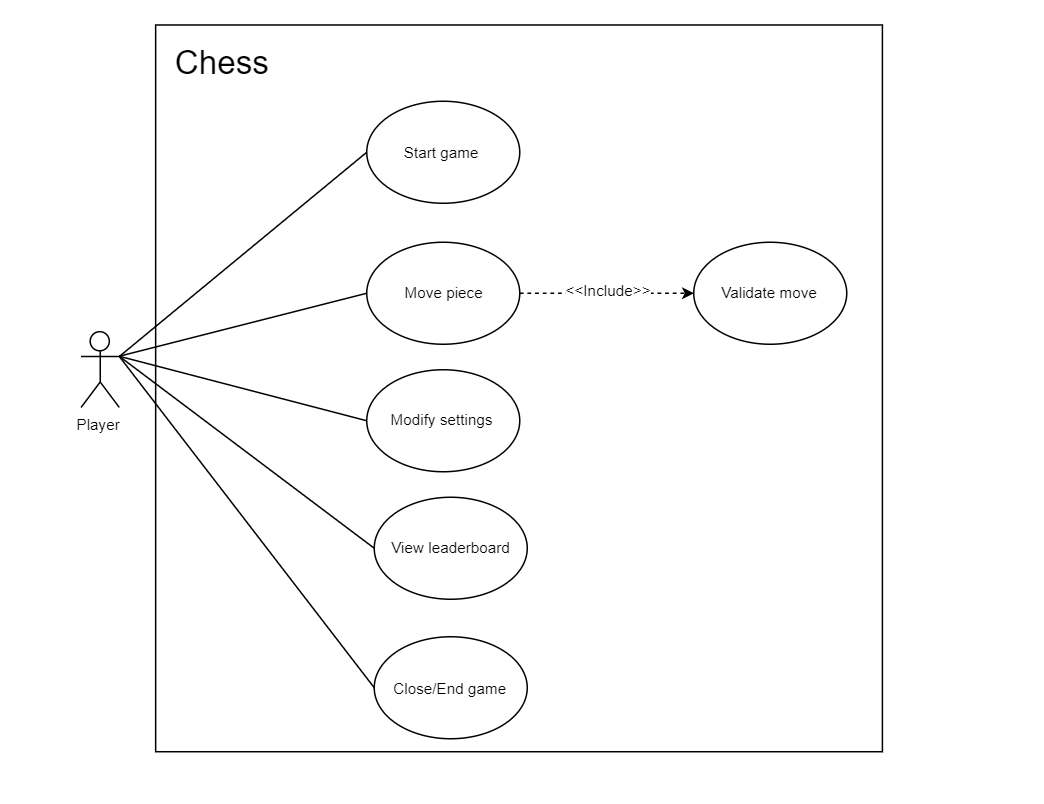 Chess
Start game
Move piece
<<Include>>
Validate move
Player
Modify settings
View leaderboard
Close/End game